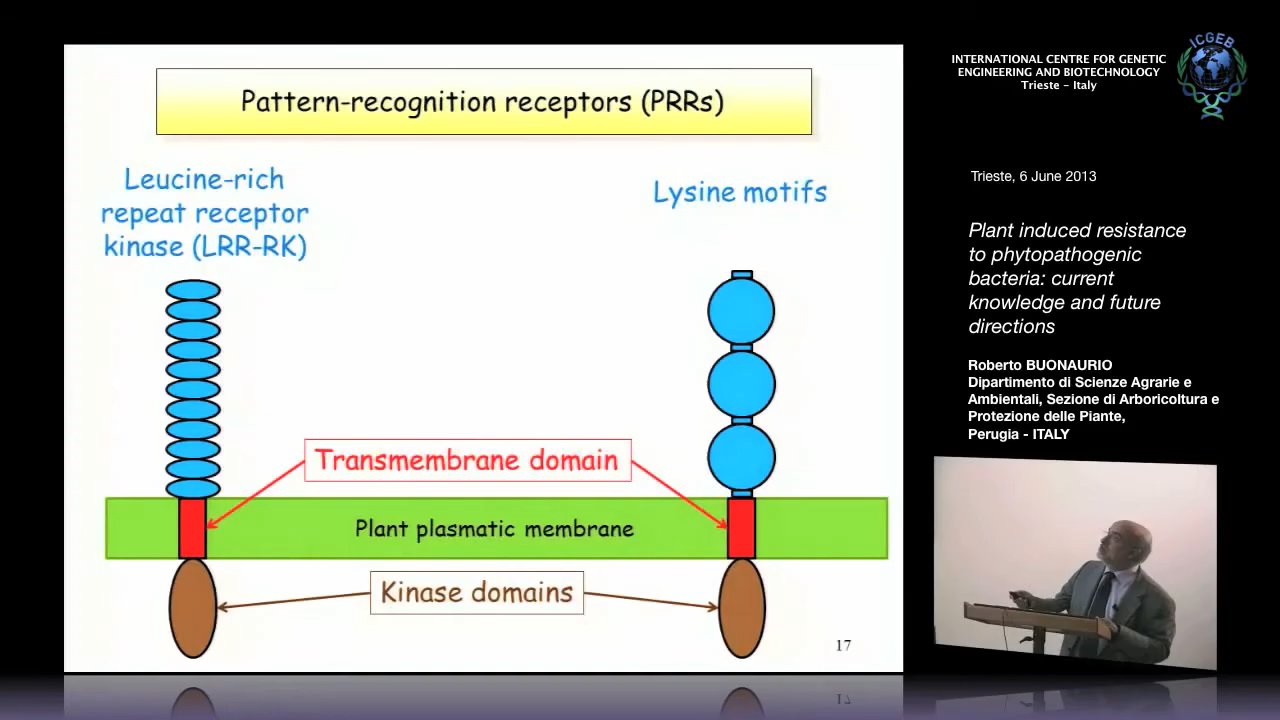 Pattern-recognition receptors (PRRs)
Leucine-rich
repeat receptor
kinase (LRR-RK)
Lysine motifs
Transmembrane domain
Plant plasmatic membrane
Kinase domains
17
INTERNATIONAL CENTRE FOR GENETIC
ENGINEERING AND BIOTECHNOLOGY
Trieste - Italy
ICGEB
Trieste, 6 June 2013
Plant induced resistance
to phytopathogenic
bacteria: current
knowledge and future
directions
Roberto BUONAURIO
Dipartimento di Scienze Agrarie e
Ambientali, Sezione di Arboricoltura e
Protezione delle Piante,
Perugia - ITALY